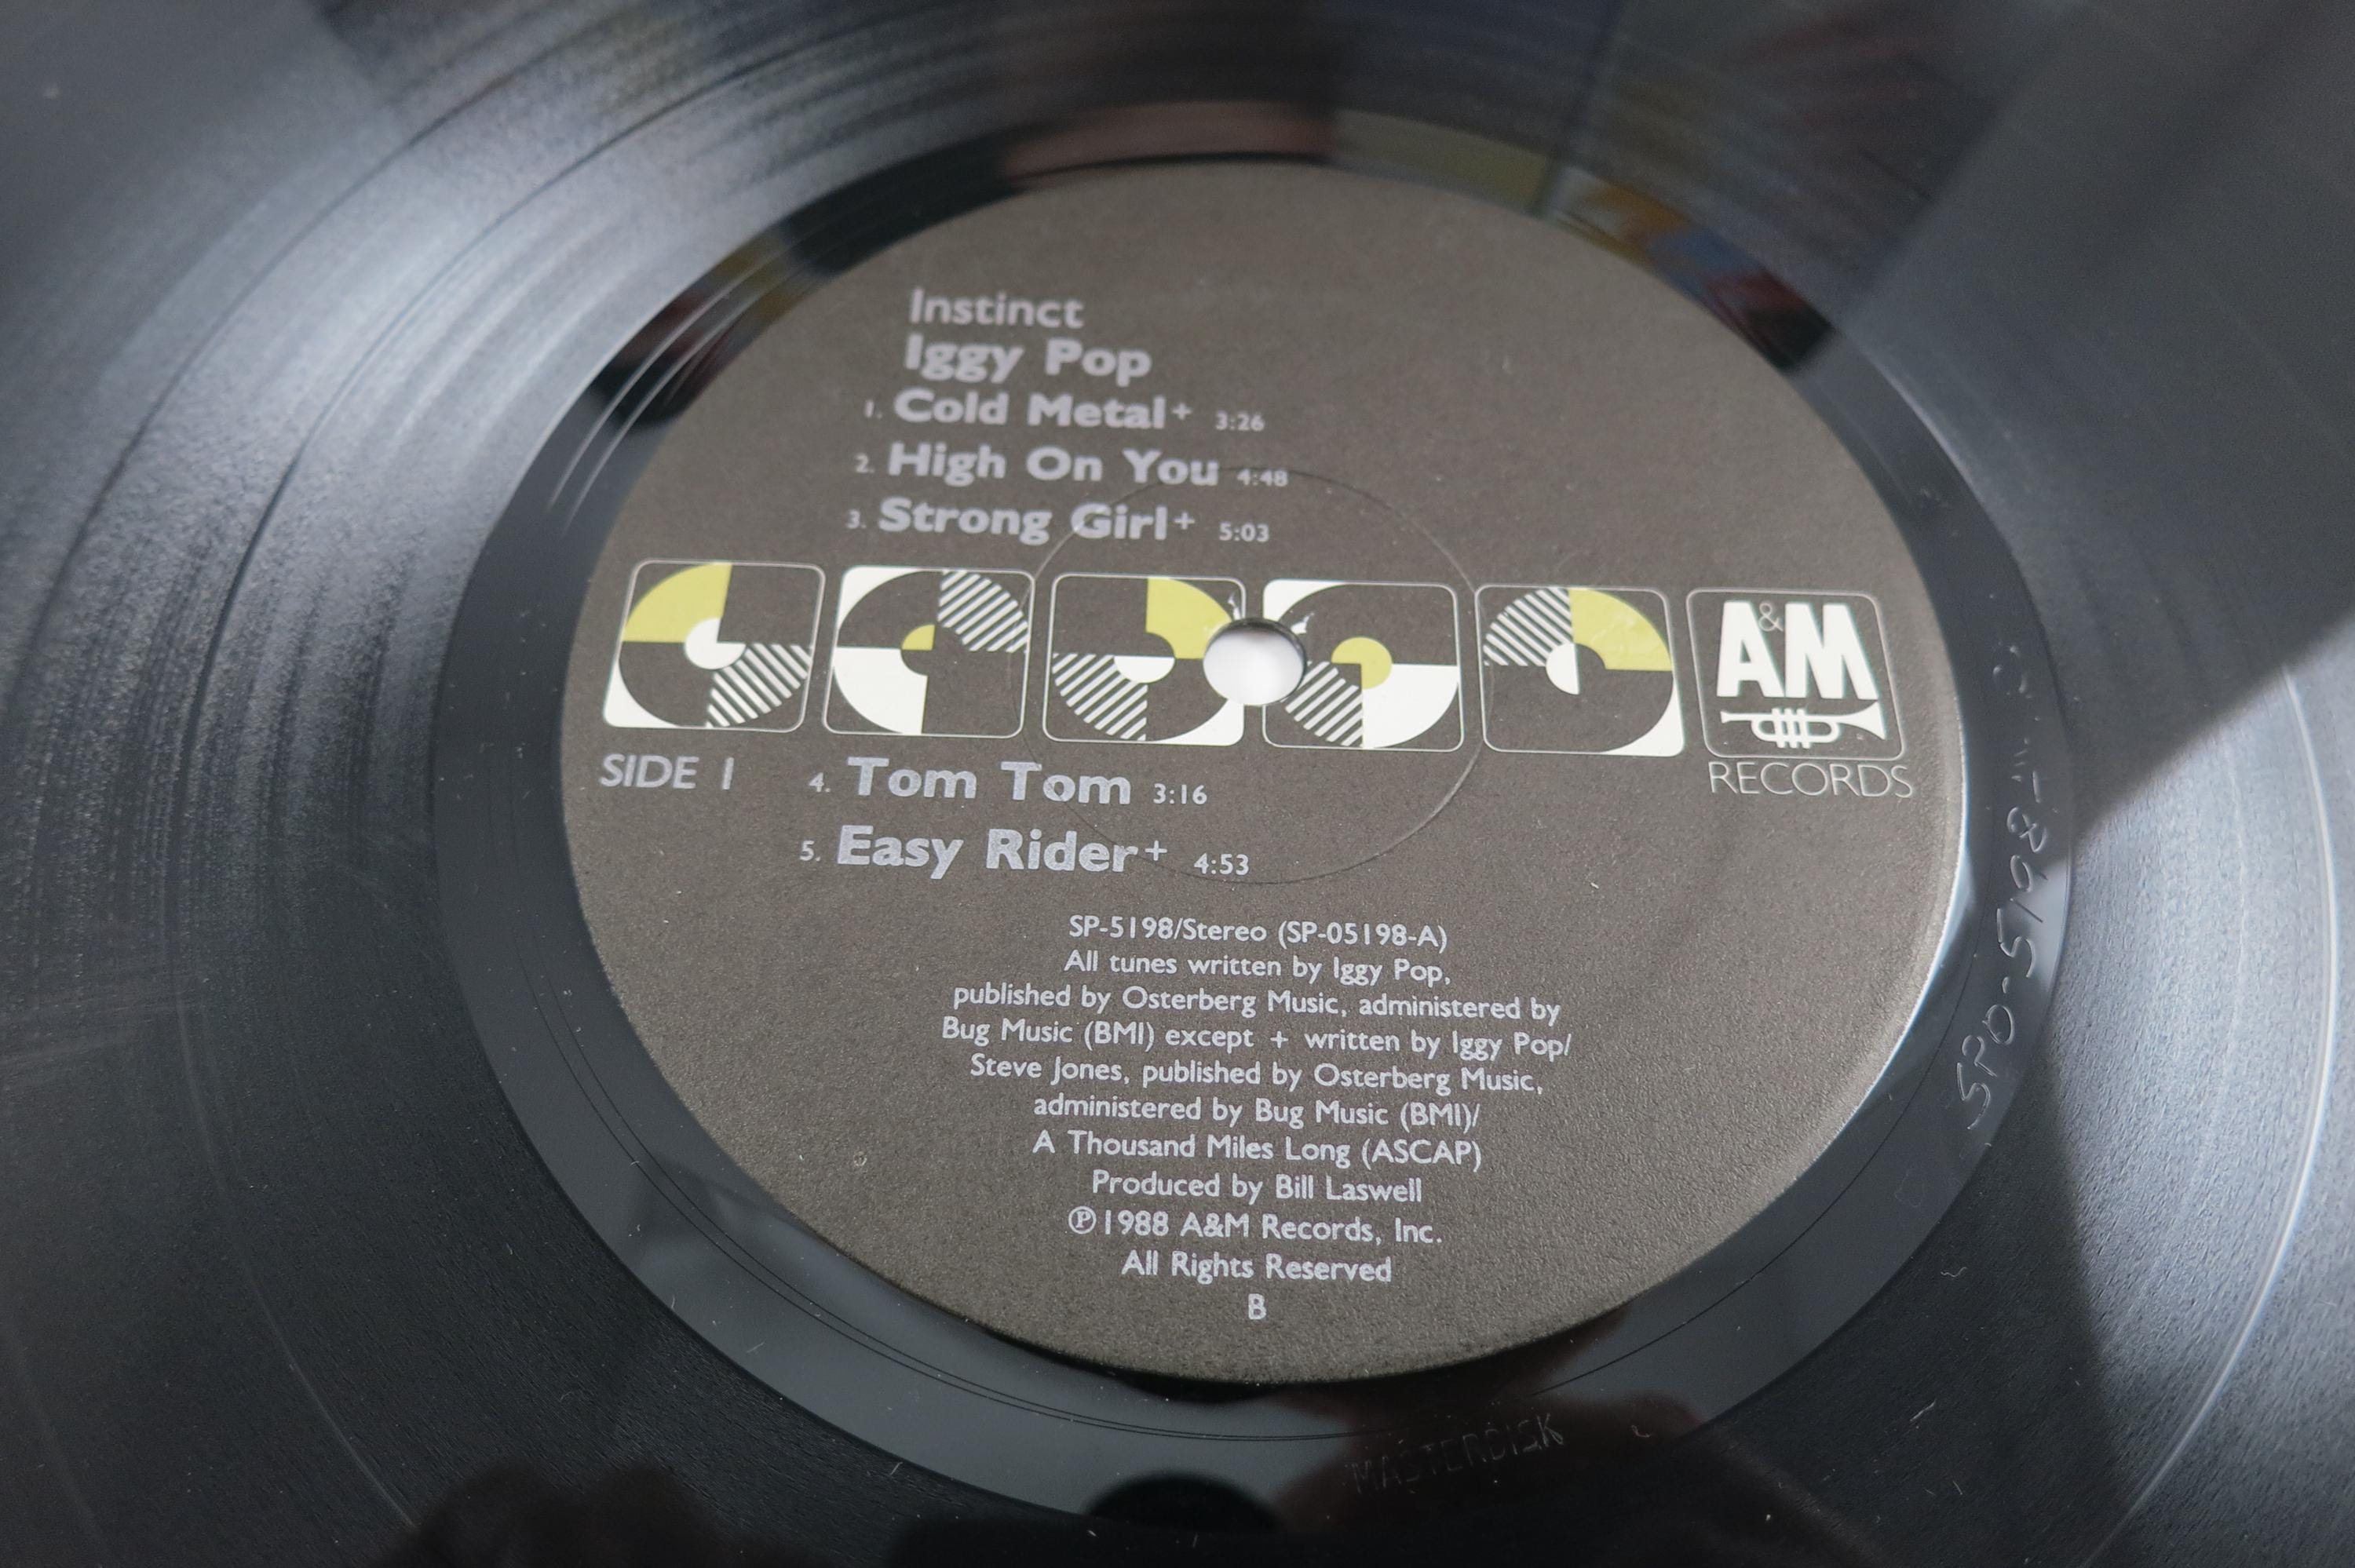 Instinct
Iggy Pop
1. Cold Metal+ 3:26
2. High On You 4:48
3. Strong Girl+ 5:03
A&M
RECORDS
SIDE 1
4. Tom Tom 3:16
5. Easy Rider+ 4:53
SP-5198/Stereo (SP-05198-A)
All tunes written by Iggy Pop,
published by Osterberg Music, administered by
Bug Music (BMI) except + written by Iggy Pop/
Steve Jones, published by Osterberg Music,
administered by Bug Music (BMI)/
A Thousand Miles Long (ASCAP)
Produced by Bill Laswell
℗1988 A&M Records, Inc.
All Rights Reserved
B
MASTERDISK
SPO-5198-